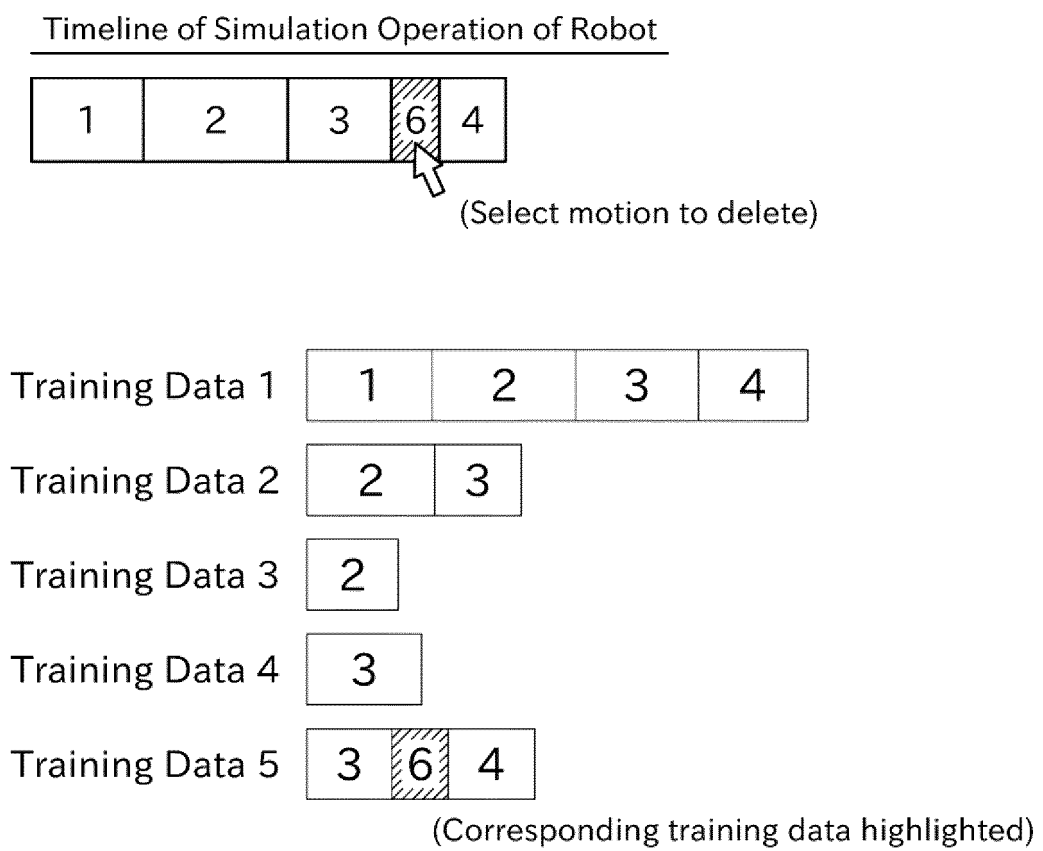 Timeline of Simulation Operation of Robot
1 2 3 6 4
(Select motion to delete)
Training Data 1 1 2 3 4
Training Data 2 2 3
Training Data 3 2
Training Data 4 3
Training Data 5 3 6 4
(Corresponding training data highlighted)